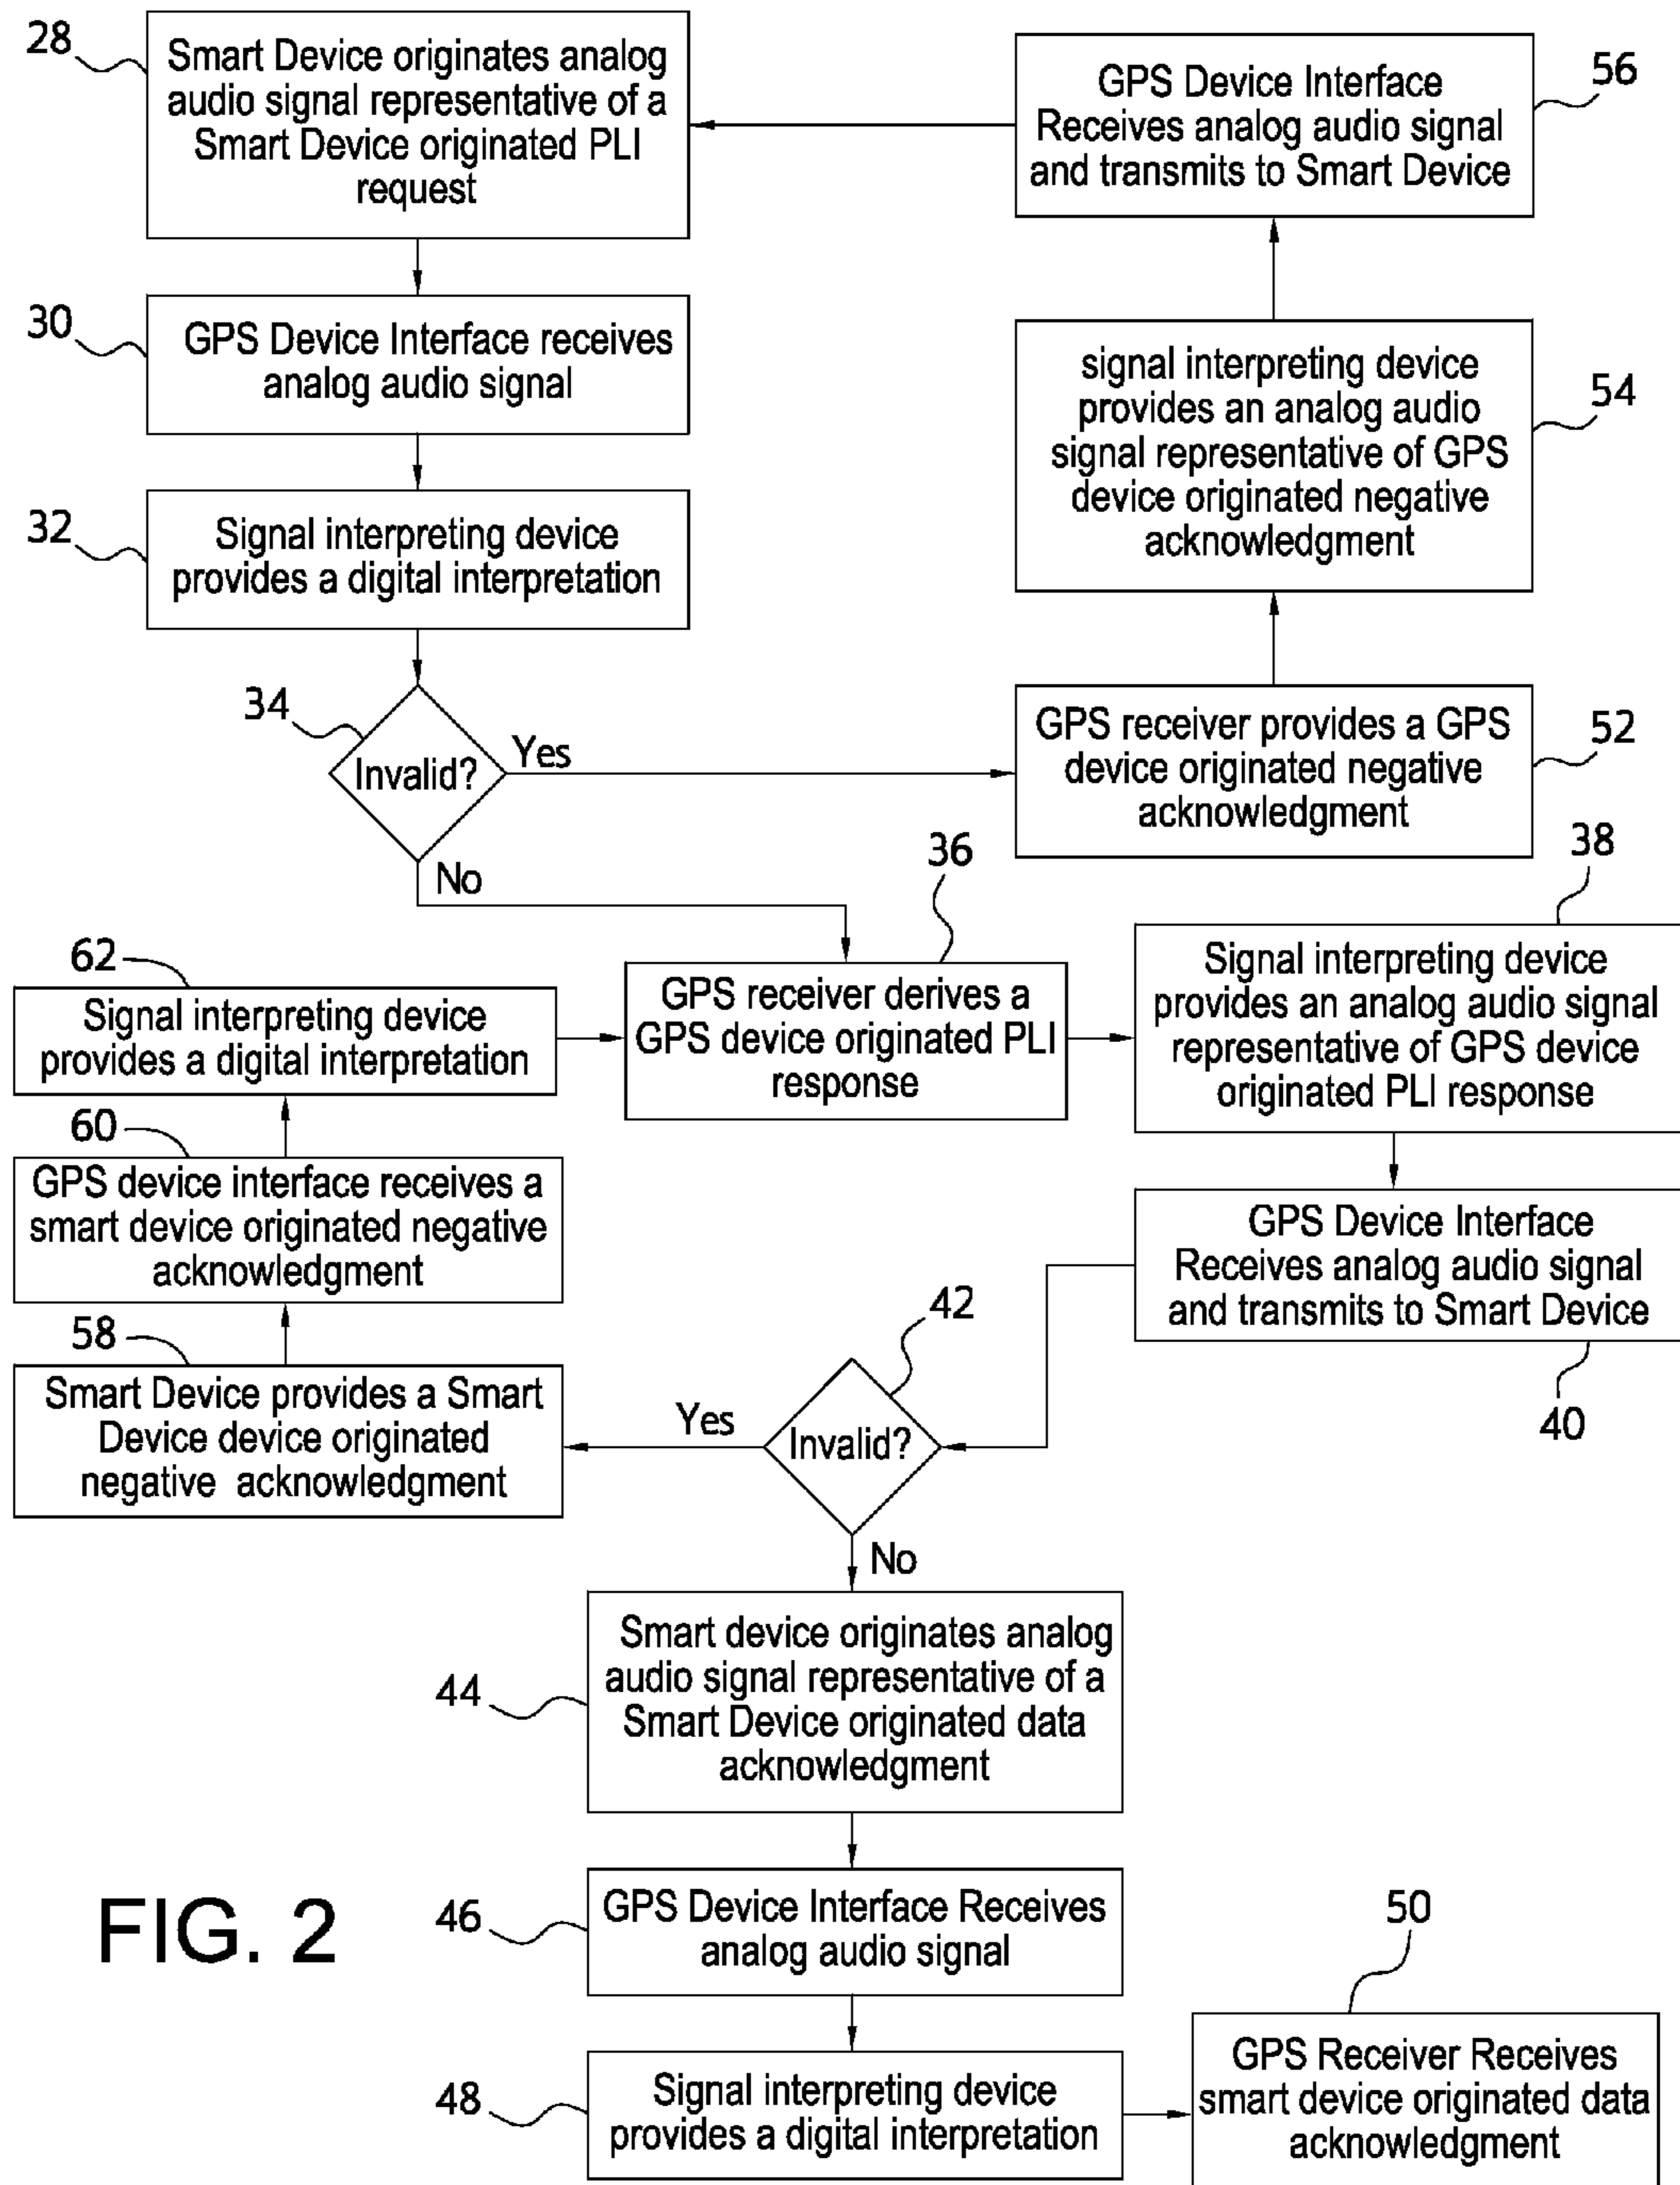 28
Smart Device originates analog
audio signal representative of a
Smart Device originated PLI
request
56
GPS Device Interface
Receives analog audio signal
and transmits to Smart Device
30
GPS Device Interface receives
analog audio signal
54
signal interpreting device
provides an analog audio
signal representative of GPS
device originated negative
acknowledgment
32
Signal interpreting device
provides a digital interpretation
34
Invalid?
Yes
No
52
GPS receiver provides a GPS
device originated negative
acknowledgment
36
GPS receiver derives a
GPS device originated PLI
response
38
Signal interpreting device
provides an analog audio signal
representative of GPS device
originated PLI response
62
Signal interpreting device
provides a digital interpretation
60
GPS device interface receives a
smart device originated negative
acknowledgment
GPS Device Interface
Receives analog audio signal
and transmits to Smart Device
40
58
Smart Device provides a Smart
Device device originated
negative acknowledgment
42
Invalid?
Yes
No
44
Smart device originates analog
audio signal representative of a
Smart Device originated data
acknowledgment
46
GPS Device Interface Receives
analog audio signal
48
Signal interpreting device
provides a digital interpretation
50
GPS Receiver Receives
smart device originated data
acknowledgment
FIG. 2